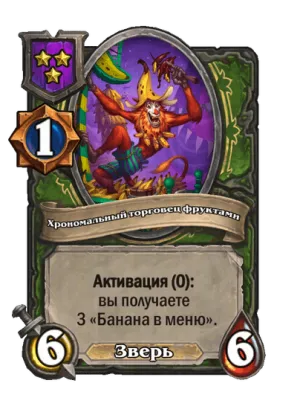 1
Хрономальный торговец фруктами
Активация (0):
вы получаете
3 «Банана в меню».
6
Зверь
6